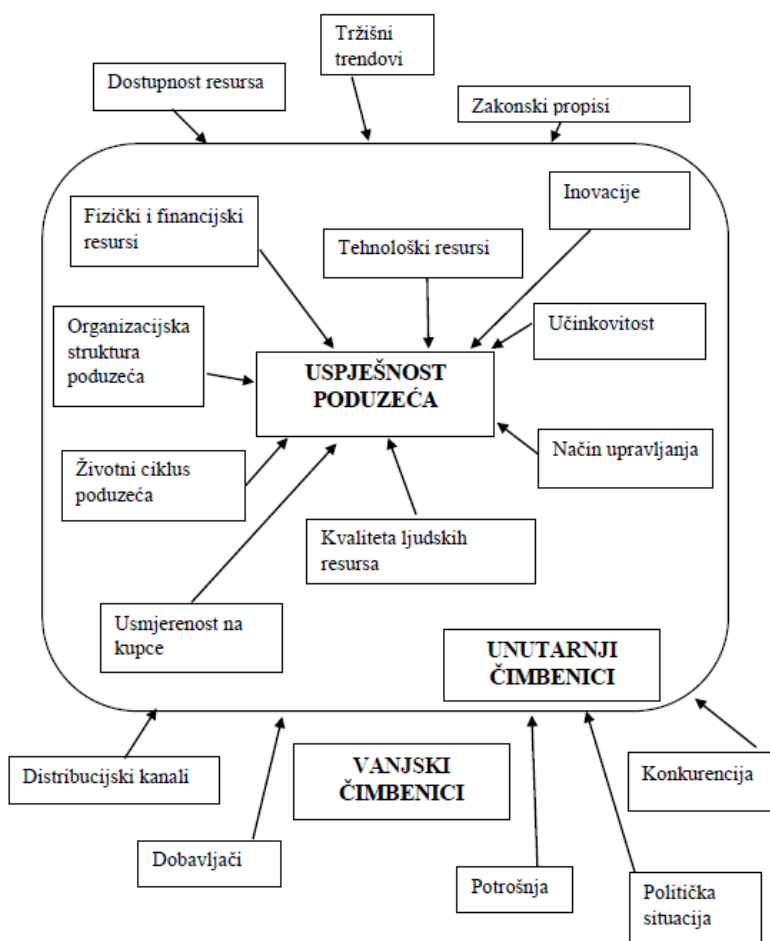 Tržišni
trendovi
Dostupnost resursa
Zakonski propisi
Inovacije
Fizički i financijski
resursi
Tehnološki resursi
Organizacijska
struktura
poduzeća
Učinkovitost
USPJEŠNOST
PODUZEĆA
Način upravljanja
Životni ciklus
poduzeća
Kvaliteta ljudskih
resursa
Usmjerenost na
kupce
UNUTARNJI
ČIMBENICI
Distribucijski kanali
VANJSKI
ČIMBENICI
Konkurencija
Dobavljači
Potrošnja
Politička
situacija